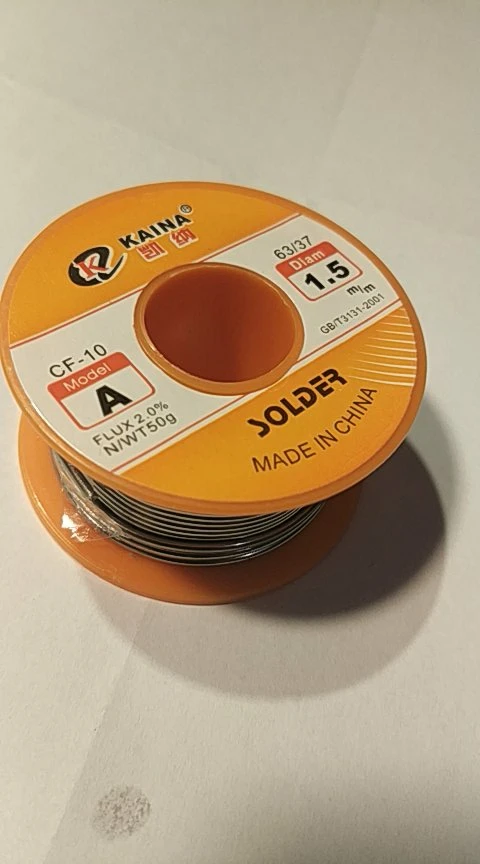 KAINA®
凯 纳
63/37
Diam
1.5
m/m
GB/T3131-2001
CF-10
Model
A
FLUX 2.0%
N/WT50g
SOLDER
MADE IN CHINA